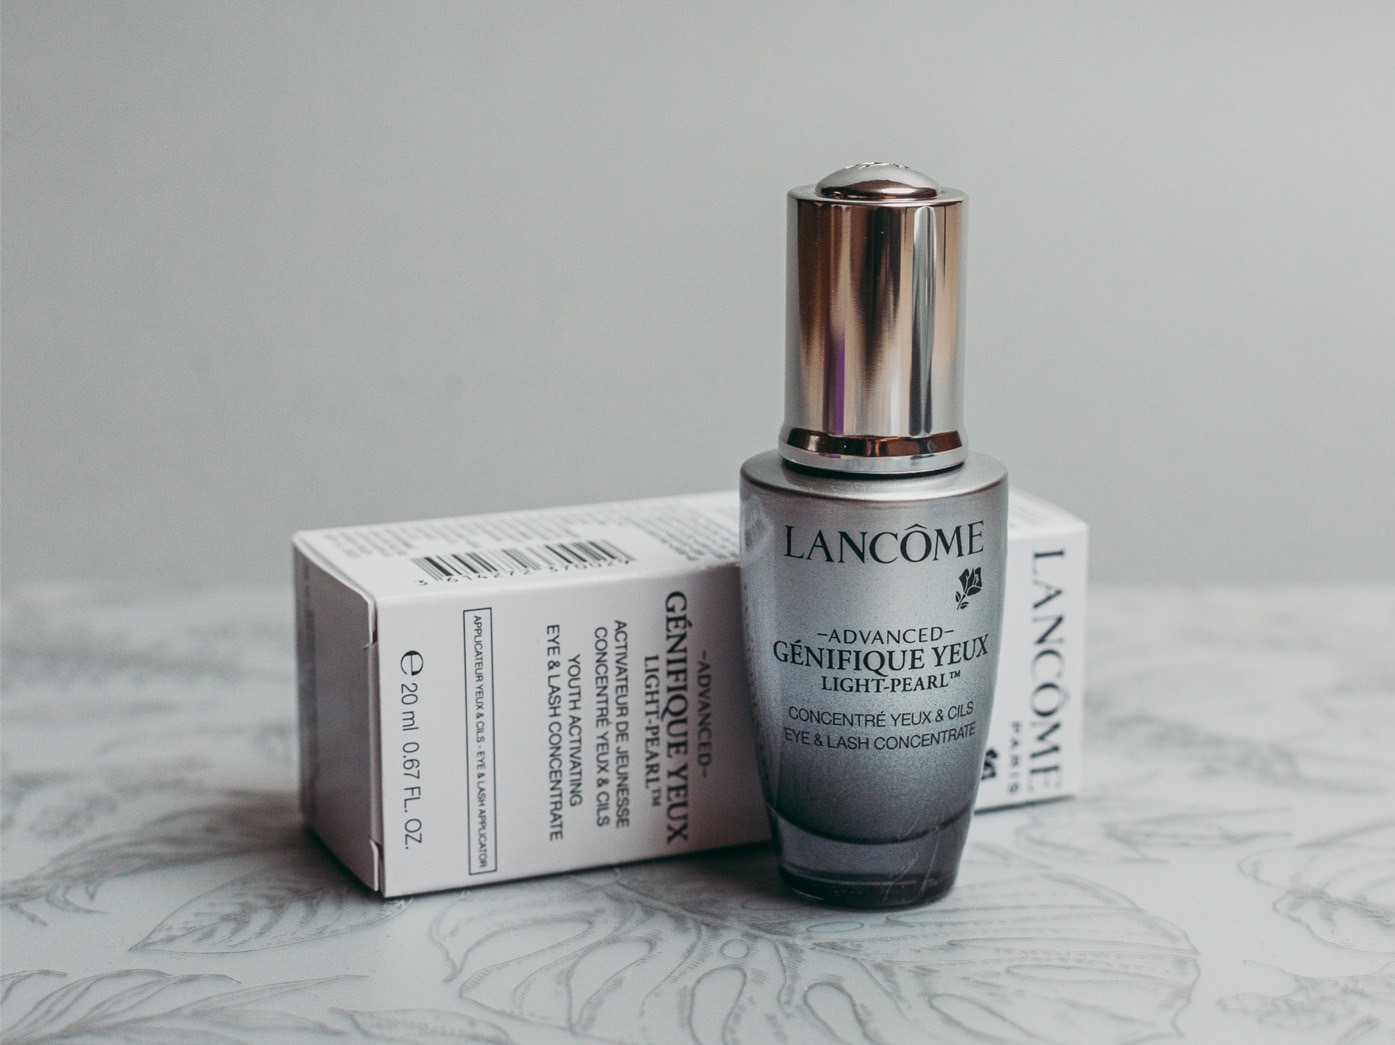 LANCÔME
–ADVANCED–
GÉNIFIQUE YEUX
LIGHT-PEARL™
CONCENTRÉ YEUX & CILS
EYE & LASH CONCENTRATE
LANCÔME
PARIS
–ADVANCED–
GÉNIFIQUE YEUX
LIGHT-PEARL™
ACTIVATEUR DE JEUNESSE
CONCENTRÉ YEUX & CILS
YOUTH ACTIVATING
EYE & LASH CONCENTRATE
APPLICATEUR YEUX & CILS - EYE & LASH APPLICATOR
e 20 ml 0.67 FL. OZ.